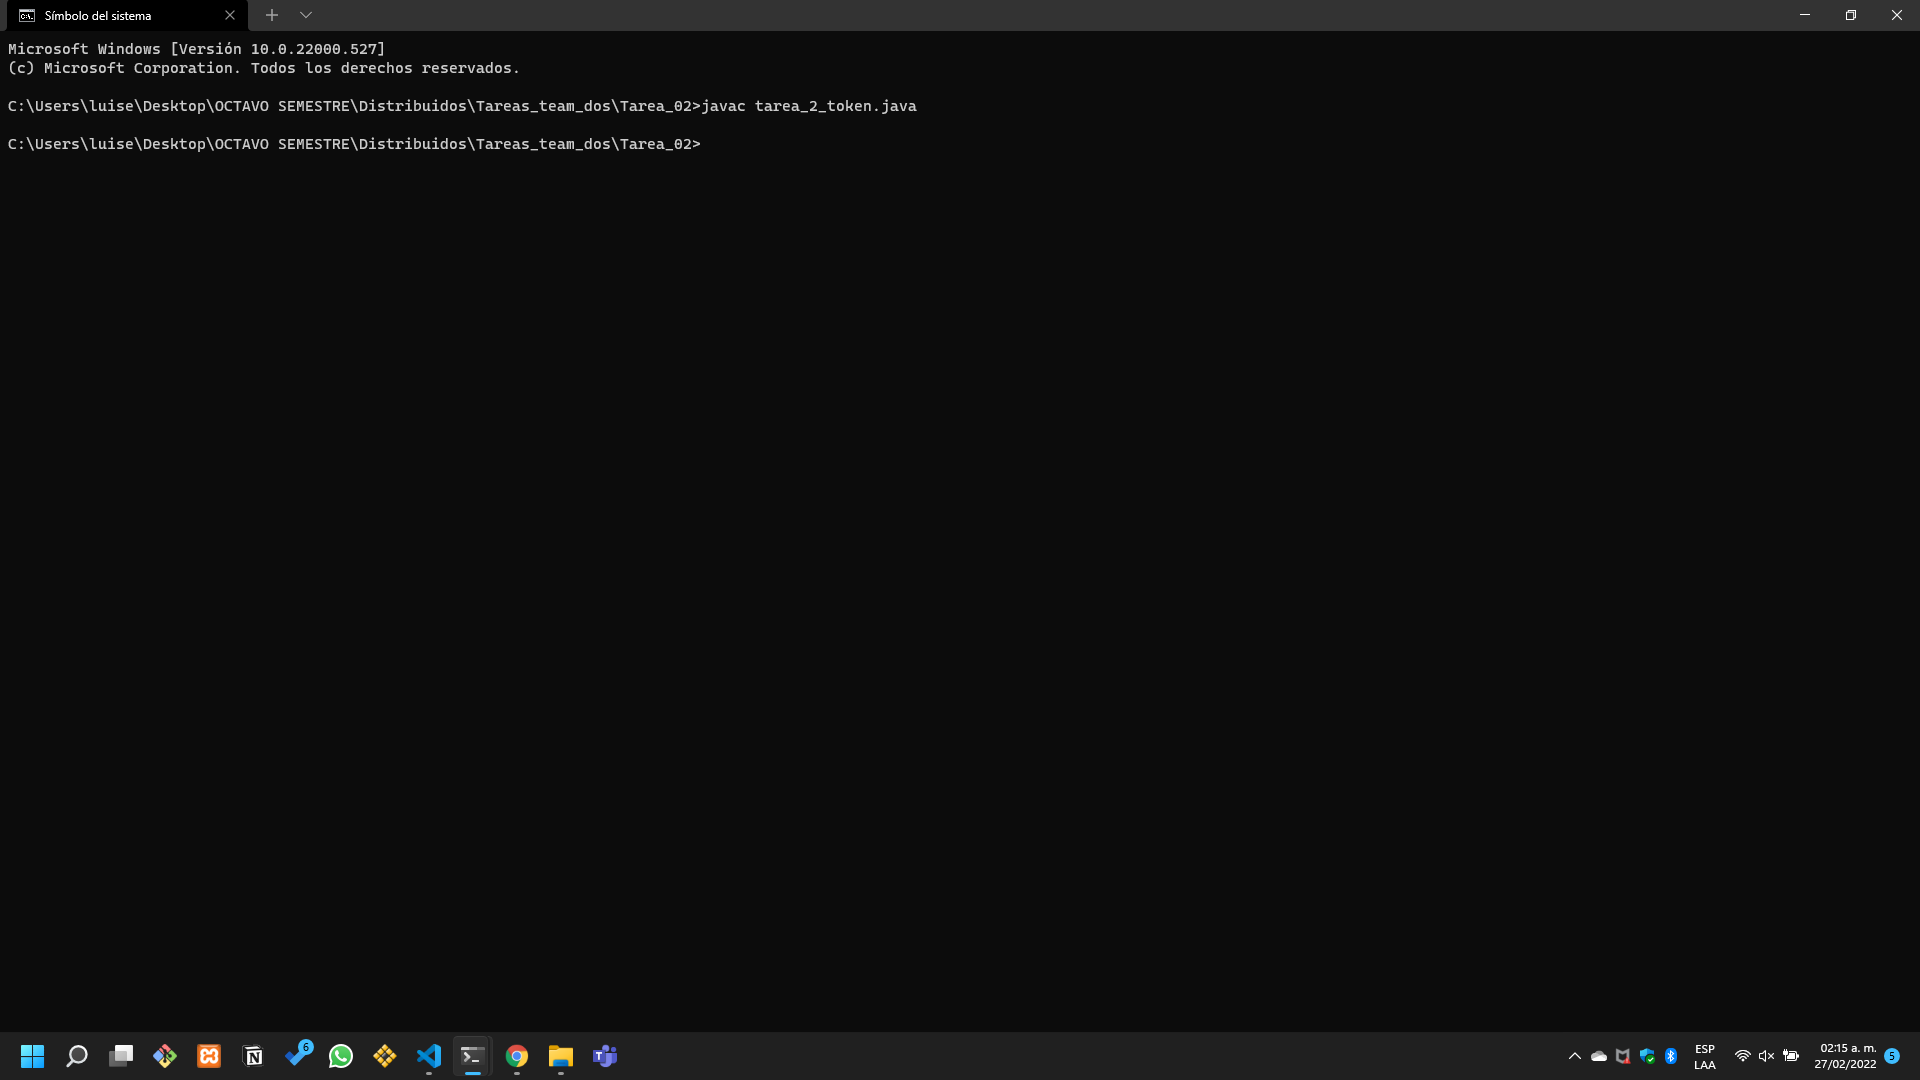 Símbolo del sistema
Microsoft Windows [Versión 10.0.22000.527]
(c) Microsoft Corporation. Todos los derechos reservados.
C:\Users\luise\Desktop\OCTAVO SEMESTRE\Distribuidos\Tareas_team_dos\Tarea_02>javac tarea_2_token.java
C:\Users\luise\Desktop\OCTAVO SEMESTRE\Distribuidos\Tareas_team_dos\Tarea_02>
6
ESP
LAA
02:15 a. m.
27/02/2022
5